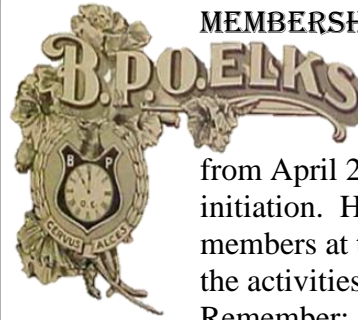 MEMBERSH
B.P.O.ELKS
B P
O.E.
CERVUS ALCES
from April 2
initiation. H
members at t
the activities
Remember: